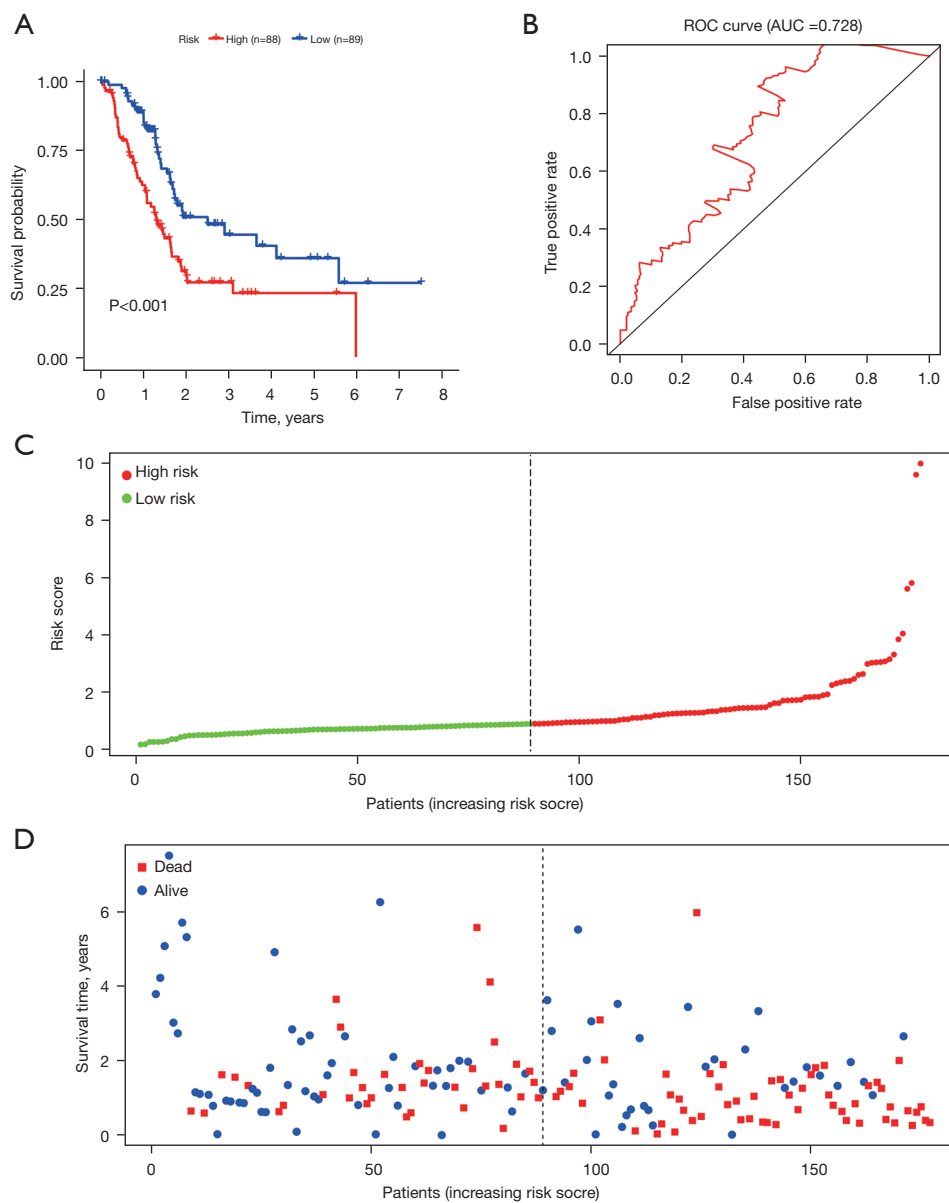 A
Risk High (n=88) Low (n=89)
1.00
0.75
0.50
0.25
0.00
Survival probability
P<0.001
0 1 2 3 4 5 6 7 8
Time, years
B
ROC curve (AUC =0.728)
1.0
0.8
0.6
0.4
0.2
0.0
True positive rate
0.0 0.2 0.4 0.6 0.8 1.0
False positive rate
C
High risk
Low risk
10
8
6
4
2
0
Risk score
0 50 100 150
Patients (increasing risk socre)
D
Dead
Alive
6
4
2
0
Survival time, years
0 50 100 150
Patients (increasing risk socre)